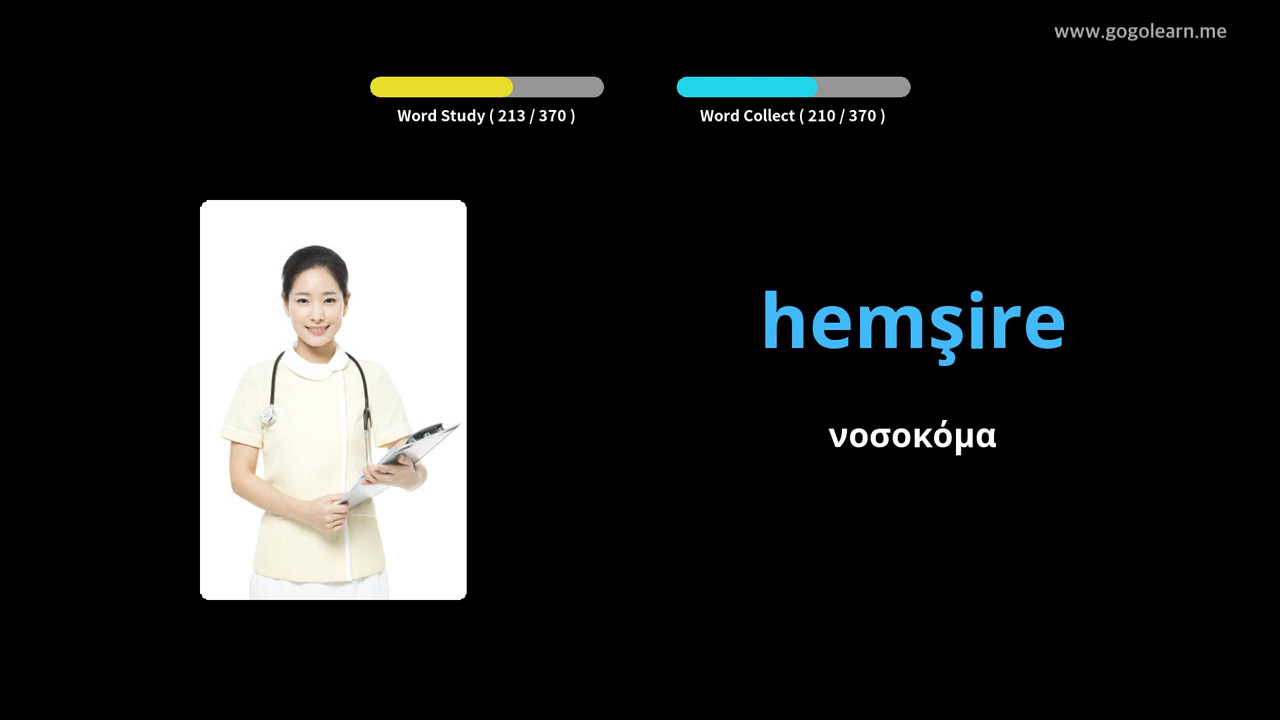 www.gogolearn.me
Word Study ( 213 / 370 )
Word Collect ( 210 / 370 )
hemşire
νοσοκόμα